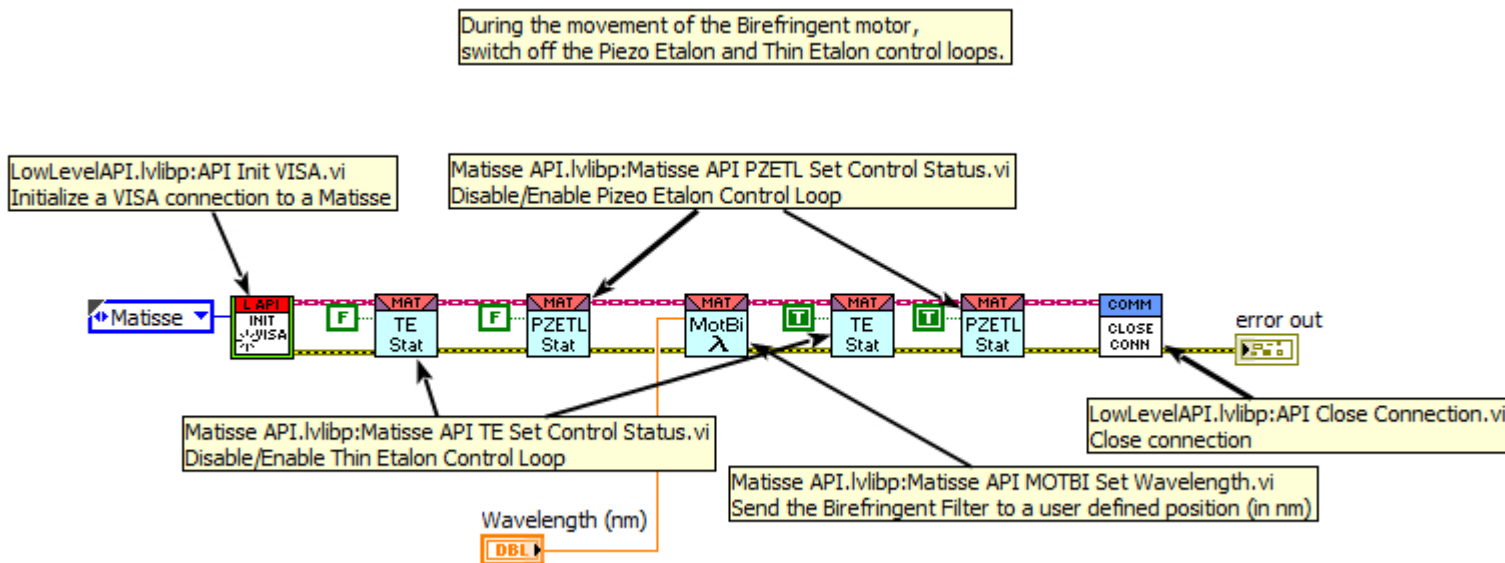 During the movement of the Birefringent motor,
switch off the Piezo Etalon and Thin Etalon control loops.
LowLevelAPI.lvlibp:API Init VISA.vi
Initialize a VISA connection to a Matisse
Matisse API.lvlibp:Matisse API PZETL Set Control Status.vi
Disable/Enable Pizeo Etalon Control Loop
Matisse
L API
INIT
VISA
F
MAT
TE
Stat
F
MAT
PZETL
Stat
MAT
MotBi
λ
T
MAT
TE
Stat
T
MAT
PZETL
Stat
COMM
CLOSE
CONN
error out
Matisse API.lvlibp:Matisse API TE Set Control Status.vi
Disable/Enable Thin Etalon Control Loop
LowLevelAPI.lvlibp:API Close Connection.vi
Close connection
Matisse API.lvlibp:Matisse API MOTBI Set Wavelength.vi
Send the Birefringent Filter to a user defined position (in nm)
Wavelength (nm)
DBL